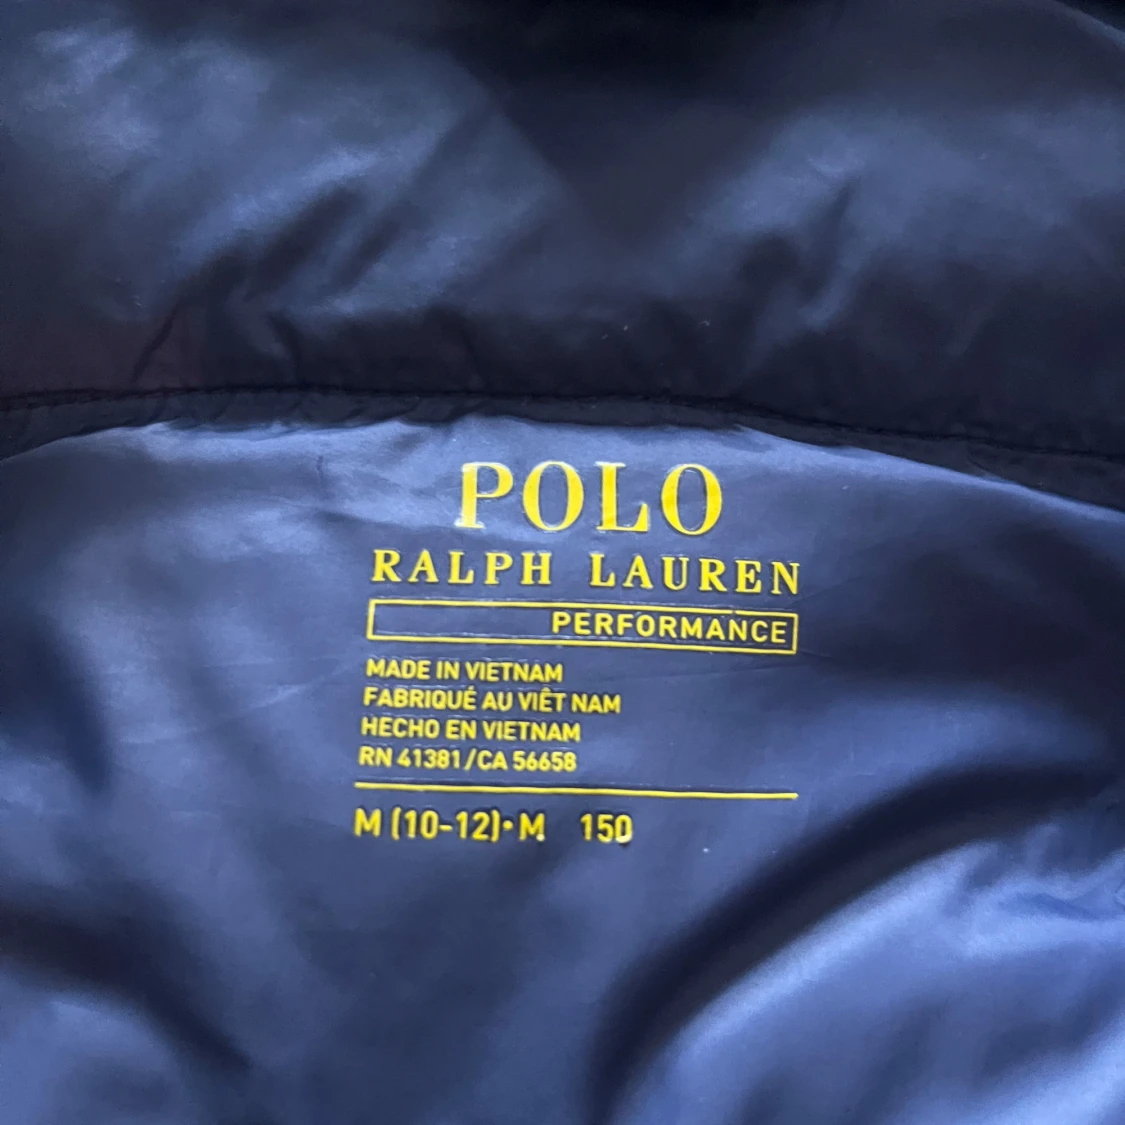 POLO
RALPH LAUREN
PERFORMANCE
MADE IN VIETNAM
FABRIQUÉ AU VIÊT NAM
HECHO EN VIETNAM
RN 41381/CA 56658
M (10-12)•M 150